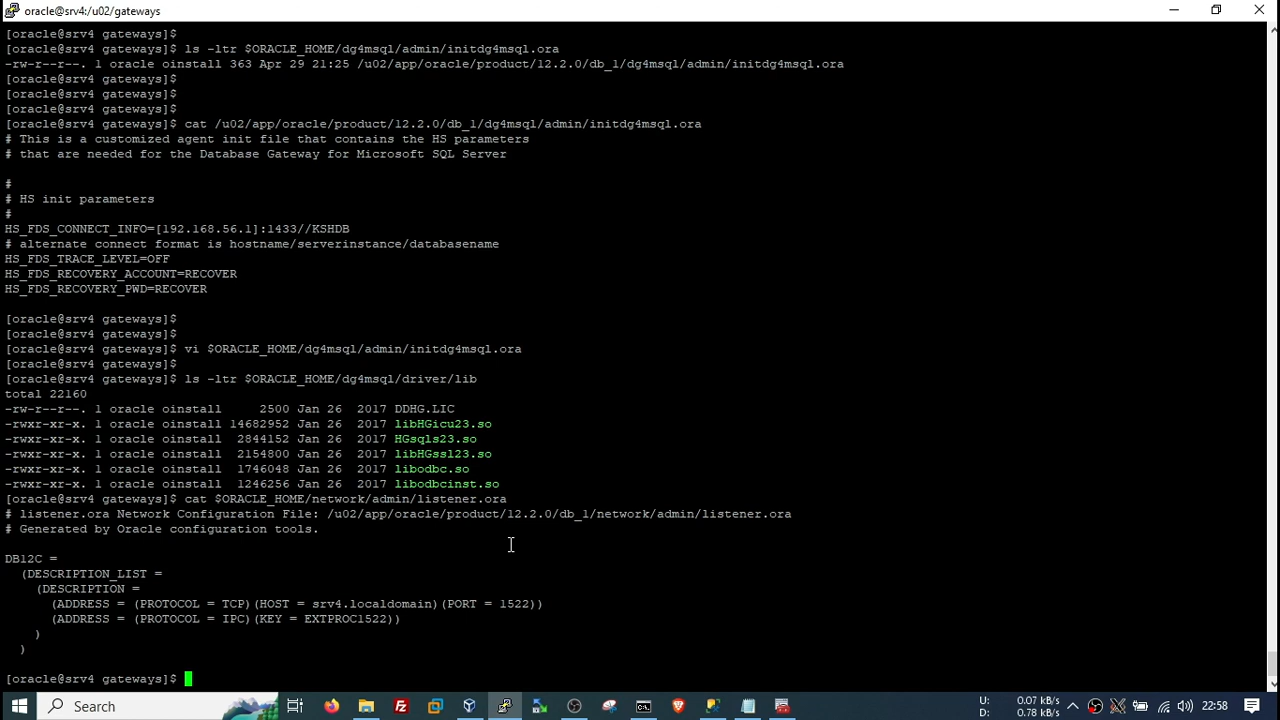 oracle@srv4:/u02/gateways
[oracle@srv4 gateways]$
[oracle@srv4 gateways]$ ls -ltr $ORACLE_HOME/dg4msql/admin/initdg4msql.ora
-rw-r--r--. 1 oracle oinstall 363 Apr 29 21:25 /u02/app/oracle/product/12.2.0/db_1/dg4msql/admin/initdg4msql.ora
[oracle@srv4 gateways]$
[oracle@srv4 gateways]$
[oracle@srv4 gateways]$
[oracle@srv4 gateways]$ cat /u02/app/oracle/product/12.2.0/db_1/dg4msql/admin/initdg4msql.ora
# This is a customized agent init file that contains the HS parameters
# that are needed for the Database Gateway for Microsoft SQL Server
#
# HS init parameters
#
HS_FDS_CONNECT_INFO=[192.168.56.1]:1433//KSHDB
# alternate connect format is hostname/serverinstance/databasename
HS_FDS_TRACE_LEVEL=OFF
HS_FDS_RECOVERY_ACCOUNT=RECOVER
HS_FDS_RECOVERY_PWD=RECOVER
[oracle@srv4 gateways]$
[oracle@srv4 gateways]$
[oracle@srv4 gateways]$ vi $ORACLE_HOME/dg4msql/admin/initdg4msql.ora
[oracle@srv4 gateways]$
[oracle@srv4 gateways]$ ls -ltr $ORACLE_HOME/dg4msql/driver/lib
total 22160
-rw-r--r--. 1 oracle oinstall     2500 Jan 26  2017 DDHG.LIC
-rwxr-xr-x. 1 oracle oinstall 14682952 Jan 26  2017 libHGicu23.so
-rwxr-xr-x. 1 oracle oinstall  2844152 Jan 26  2017 HGsqls23.so
-rwxr-xr-x. 1 oracle oinstall  2154800 Jan 26  2017 libHGssl23.so
-rwxr-xr-x. 1 oracle oinstall  1746048 Jan 26  2017 libodbc.so
-rwxr-xr-x. 1 oracle oinstall  1246256 Jan 26  2017 libodbcinst.so
[oracle@srv4 gateways]$ cat $ORACLE_HOME/network/admin/listener.ora
# listener.ora Network Configuration File: /u02/app/oracle/product/12.2.0/db_1/network/admin/listener.ora
# Generated by Oracle configuration tools.
DB12C =
  (DESCRIPTION_LIST =
    (DESCRIPTION =
      (ADDRESS = (PROTOCOL = TCP)(HOST = srv4.localdomain)(PORT = 1522))
      (ADDRESS = (PROTOCOL = IPC)(KEY = EXTPROC1522))
    )
  )
[oracle@srv4 gateways]$
Search
U: 0.07 kB/s
D: 0.78 kB/s
22:58